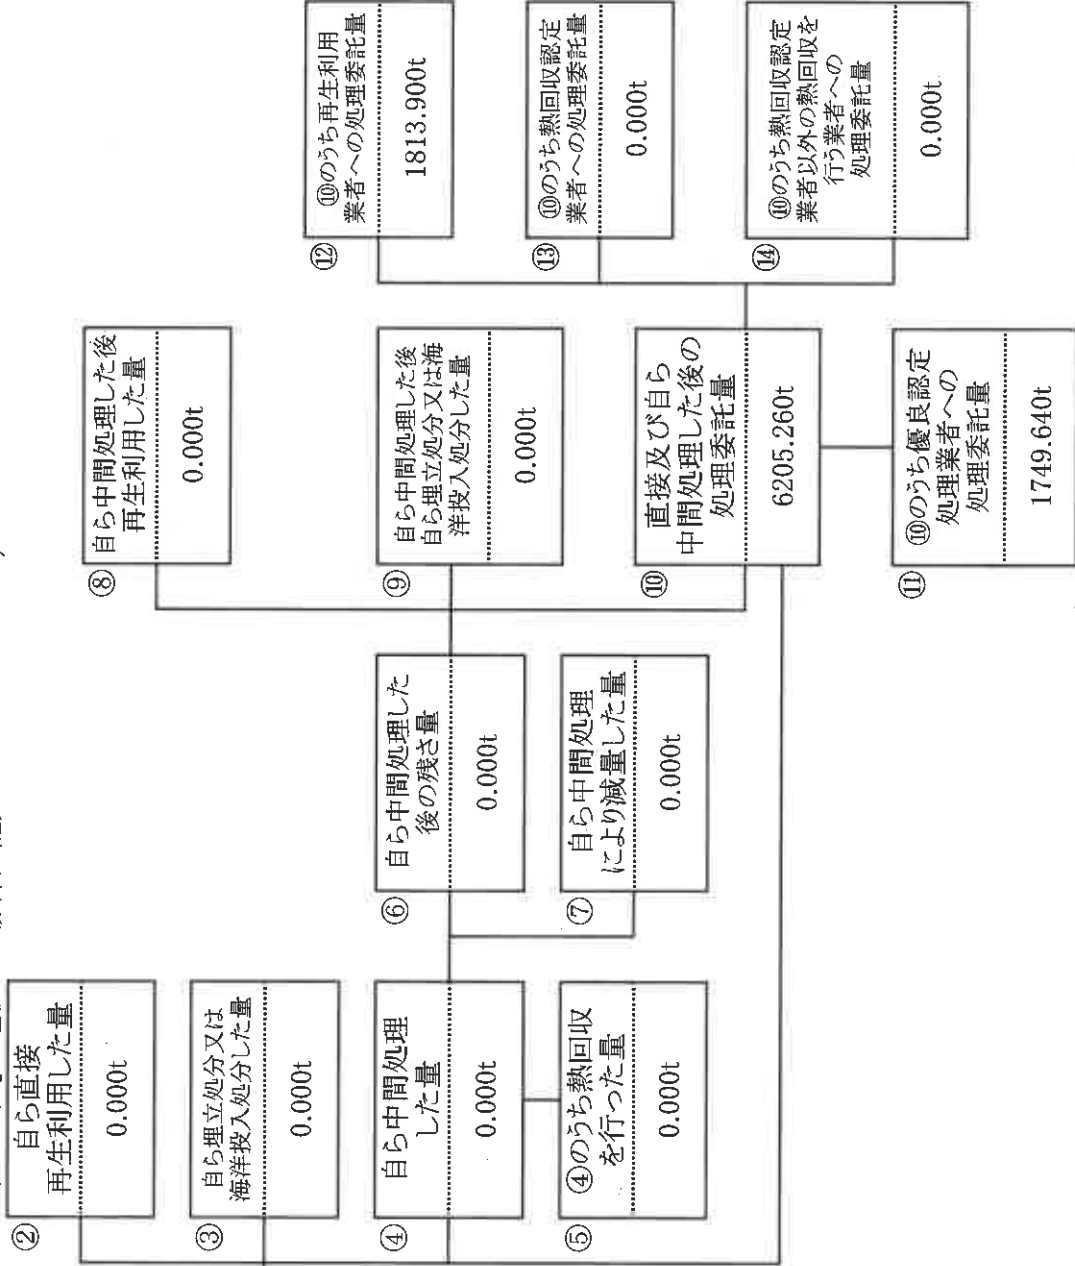 ②
自ら直接
再生利用した量
0.000t
③
自ら埋立処分又は
海洋投入処分した量
0.000t
④
自ら中間処理
した量
0.000t
⑤
④のうち熱回収
を行った量
0.000t
⑥
自ら中間処理した
後の残さ量
0.000t
⑦
自ら中間処理
により減量した量
0.000t
⑧
自ら中間処理した後
再生利用した量
0.000t
⑨
自ら中間処理した後
自ら埋立処分又は海
洋投入処分した量
0.000t
⑩
直接及び自ら
中間処理した後の
処理委託量
6205.260t
⑪
⑩のうち優良認定
処理業者への
処理委託量
1749.640t
⑫
⑩のうち再生利用
業者への処理委託量
1813.900t
⑬
⑩のうち熱回収認定
業者への処理委託量
0.000t
⑭
⑩のうち熱回収認定
業者以外の熱回収を
行う業者への
処理委託量
0.000t